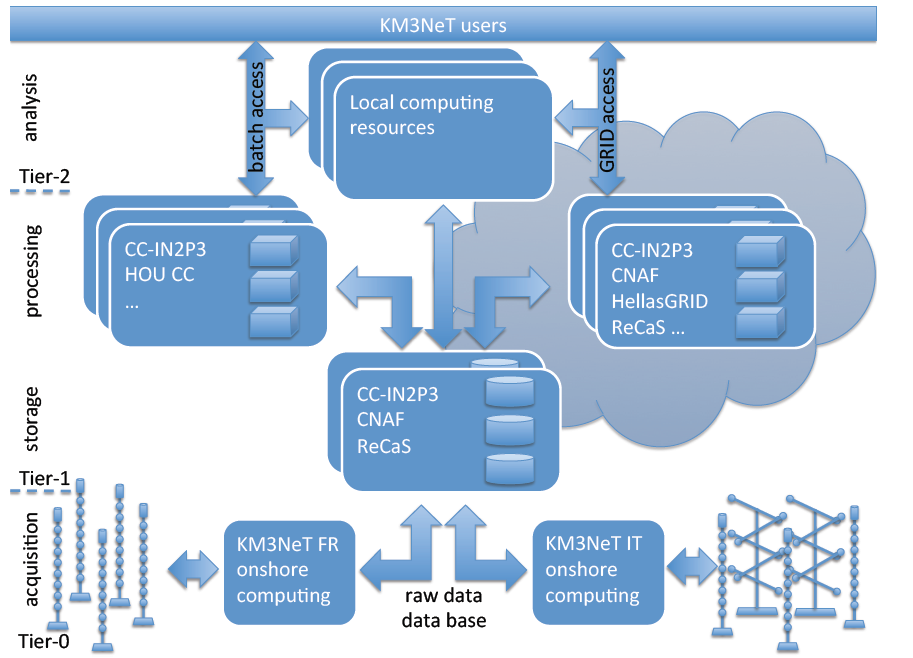 KM3NeT users
analysis
batch access
Local computing
resources
GRID access
Tier-2
processing
CC-IN2P3
HOU CC
...
CC-IN2P3
CNAF
HellasGRID
ReCaS ...
storage
CC-IN2P3
CNAF
ReCaS
Tier-1
acquisition
KM3NeT FR
onshore
computing
raw data
data base
KM3NeT IT
onshore
computing
Tier-0